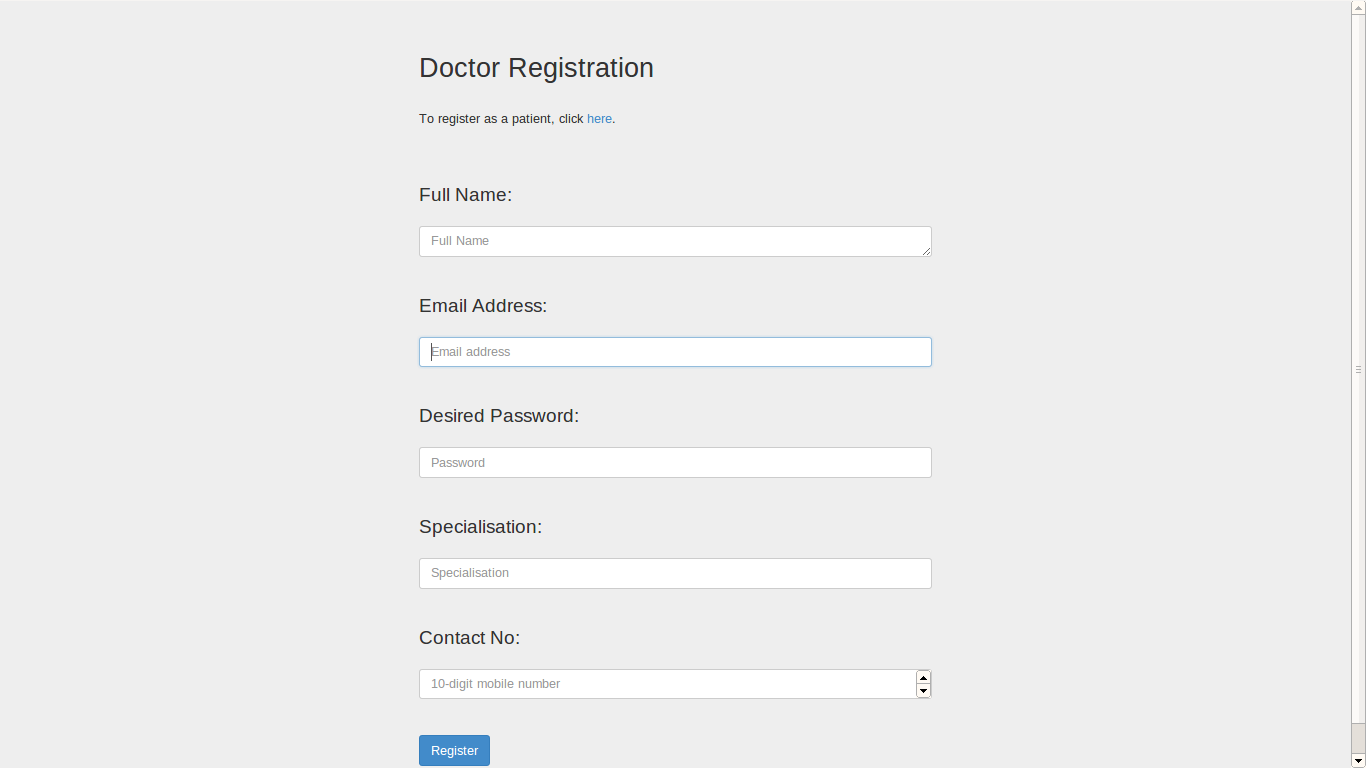 Doctor Registration
To register as a patient, click here.
Full Name:
Full Name
Email Address:
Email address
Desired Password:
Password
Specialisation:
Specialisation
Contact No:
10-digit mobile number
Register